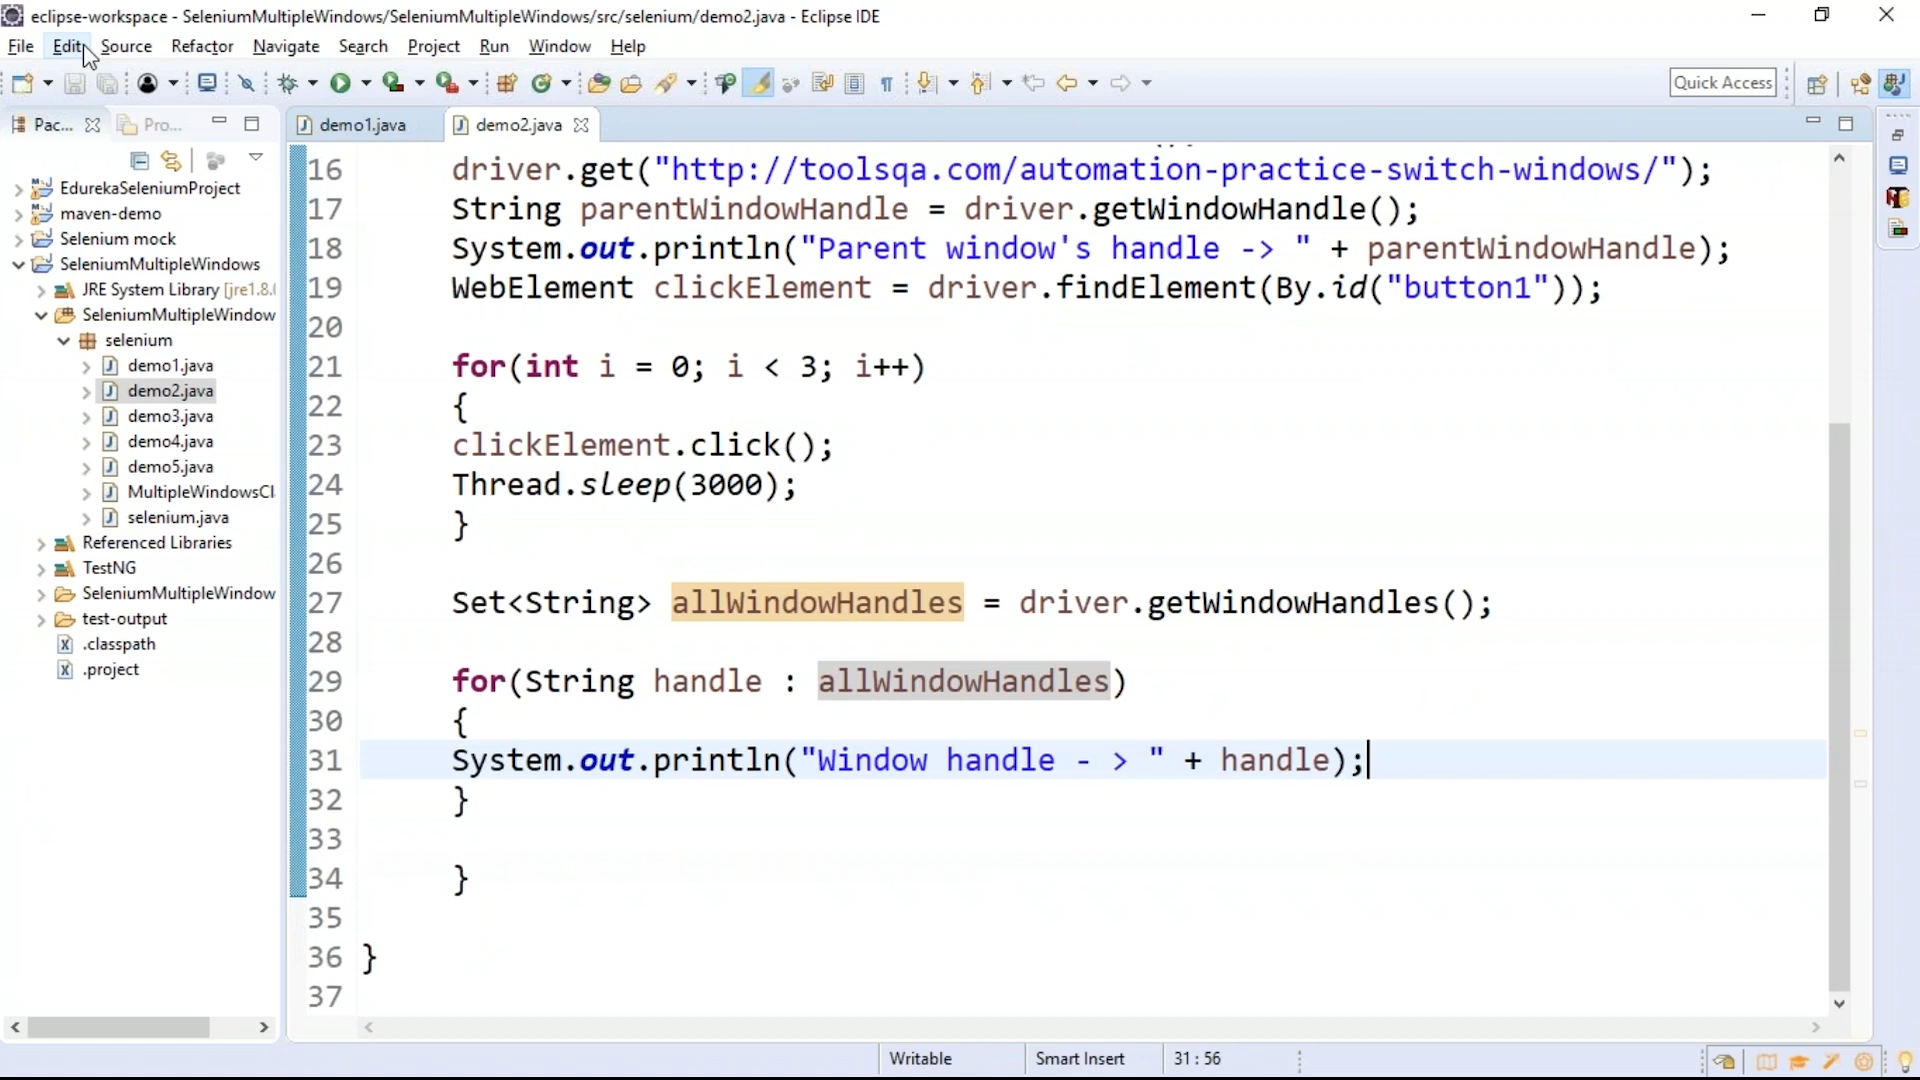 eclipse-workspace - SeleniumMultipleWindows/SeleniumMultipleWindows/src/selenium/demo2.java - Eclipse IDE
File Edit Source Refactor Navigate Search Project Run Window Help
Quick Access
Pac... Pro...
demo1.java demo2.java
EdurekaSeleniumProject
maven-demo
Selenium mock
SeleniumMultipleWindows
JRE System Library [jre1.8.
SeleniumMultipleWindow
selenium
demo1.java
demo2.java
demo3.java
demo4.java
demo5.java
MultipleWindowsCl
selenium.java
Referenced Libraries
TestNG
SeleniumMultipleWindow
test-output
.classpath
.project
16 driver.get("http://toolsqa.com/automation-practice-switch-windows/");
17 String parentWindowHandle = driver.getWindowHandle();
18 System.out.println("Parent window's handle -> " + parentWindowHandle);
19 WebElement clickElement = driver.findElement(By.id("button1"));
20
21 for(int i = 0; i < 3; i++)
22 {
23 clickElement.click();
24 Thread.sleep(3000);
25 }
26
27 Set<String> allWindowHandles = driver.getWindowHandles();
28
29 for(String handle : allWindowHandles)
30 {
31 System.out.println("Window handle - > " + handle);
32 }
33
34 }
35
36 }
37
Writable Smart Insert 31 : 56